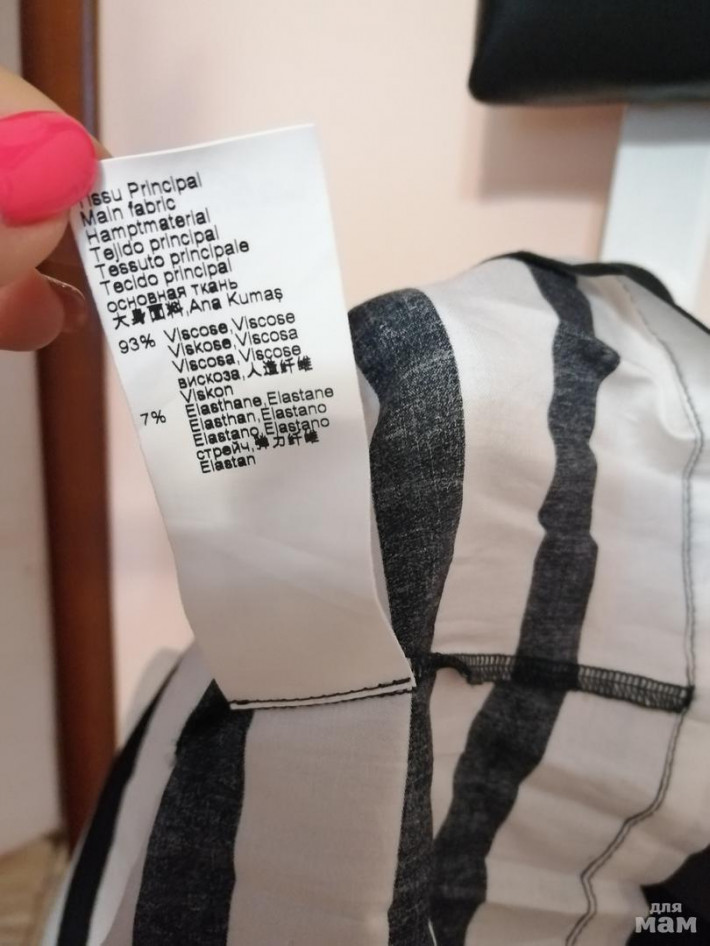 Tissu Principal
Main fabric
Hamptmaterial
Tejido principal
Tessuto principale
Tecido principal
основная ткань
大身面料,Ana Kumaş
93% Viscose,Viscose
Viskose,Viscosa
Viscosa,Viscose
вискоза,人造纤维
Viskon
7% Elasthane,Elastane
Elasthan,Elastano
Elastano,Elastano
стрейч,弹力纤维
Elastan
для
мам